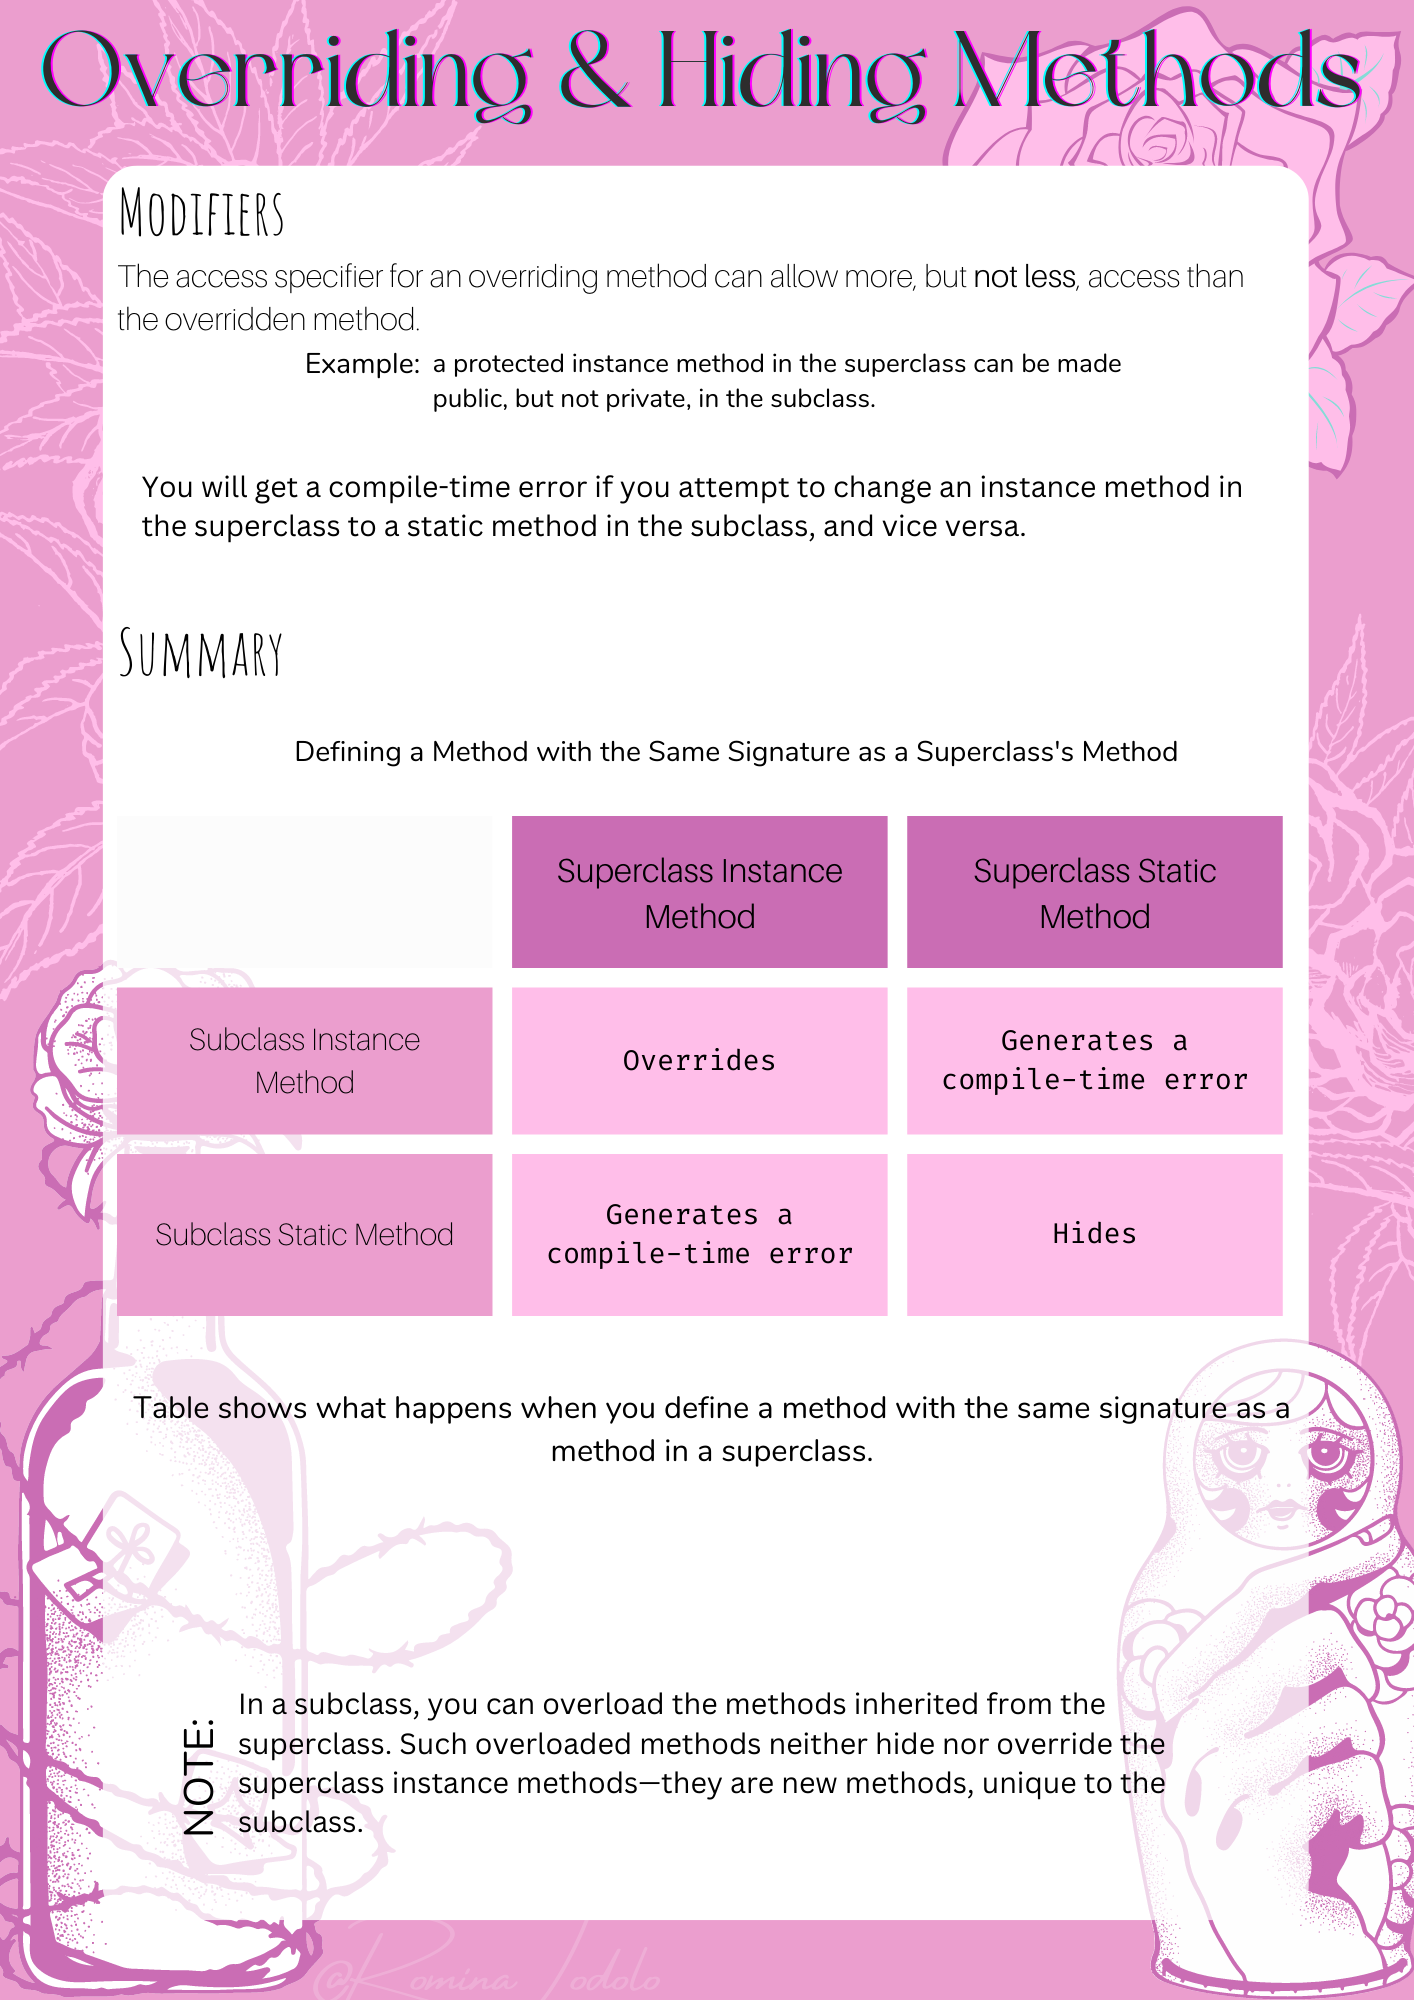 Overriding & Hiding Methods
Modifiers
The access specifier for an overriding method can allow more, but not less, access than
the overridden method.
Example: a protected instance method in the superclass can be made
public, but not private, in the subclass.
You will get a compile-time error if you attempt to change an instance method in
the superclass to a static method in the subclass, and vice versa.
Summary
Defining a Method with the Same Signature as a Superclass's Method
Superclass Instance
Method
Superclass Static
Method
Subclass Instance
Method
Overrides
Generates a
compile-time error
Subclass Static Method
Generates a
compile-time error
Hides
Table shows what happens when you define a method with the same signature as a
method in a superclass.
NOTE:
In a subclass, you can overload the methods inherited from the
superclass. Such overloaded methods neither hide nor override the
superclass instance methods—they are new methods, unique to the
subclass.
@Romina Iodolo